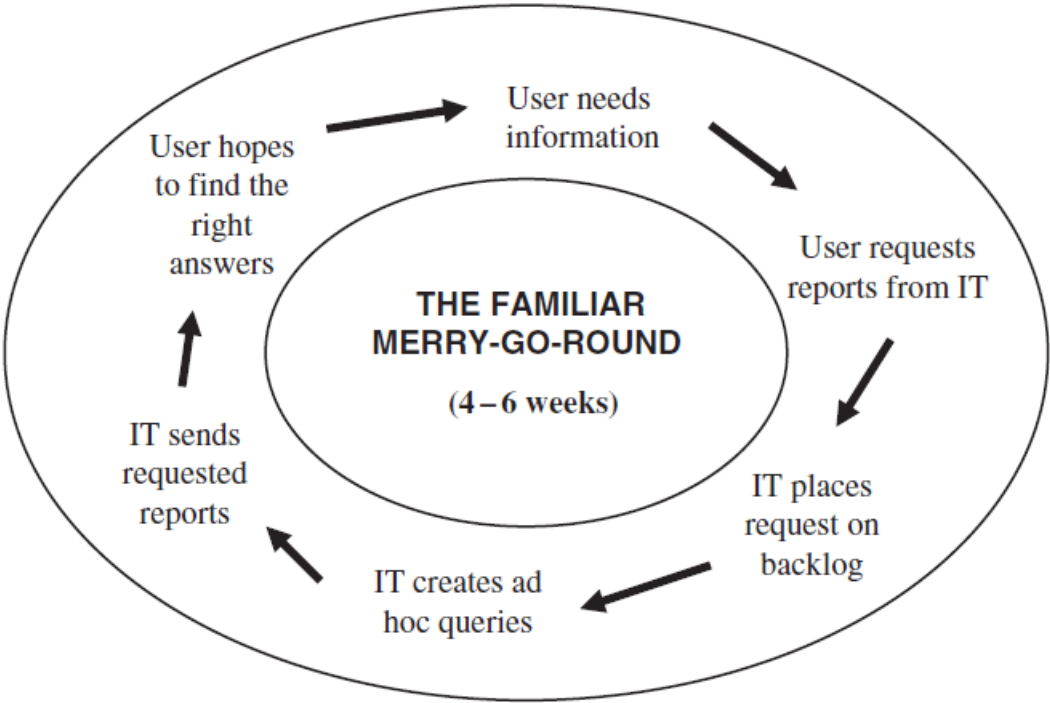 User needs
information
User requests
reports from IT
IT places
request on
backlog
IT creates ad
hoc queries
IT sends
requested
reports
User hopes
to find the
right
answers
THE FAMILIAR
MERRY-GO-ROUND
(4–6 weeks)